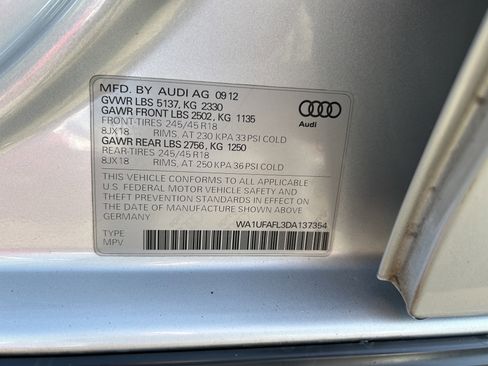 MFD. BY AUDI AG 09 12
GVWR LBS 5137, KG 2330
GAWR FRONT LBS 2502, KG 1135
FRONT-TIRES 245/45 R18
8JX18 RIMS, AT 230 KPA 33 PSI COLD
GAWR REAR LBS 2756, KG 1250
REAR-TIRES 245/45 R18
8JX18 RIMS, AT 250 KPA 36 PSI COLD
Audi
THIS VEHICLE CONFORMS TO ALL APPLICABLE
U.S. FEDERAL MOTOR VEHICLE SAFETY AND
THEFT PREVENTION STANDARDS IN EFFECT ON
THE DATE OF MANUFACTURE SHOWN ABOVE
GERMANY
WA1UFAFL3DA137354
TYPE
MPV